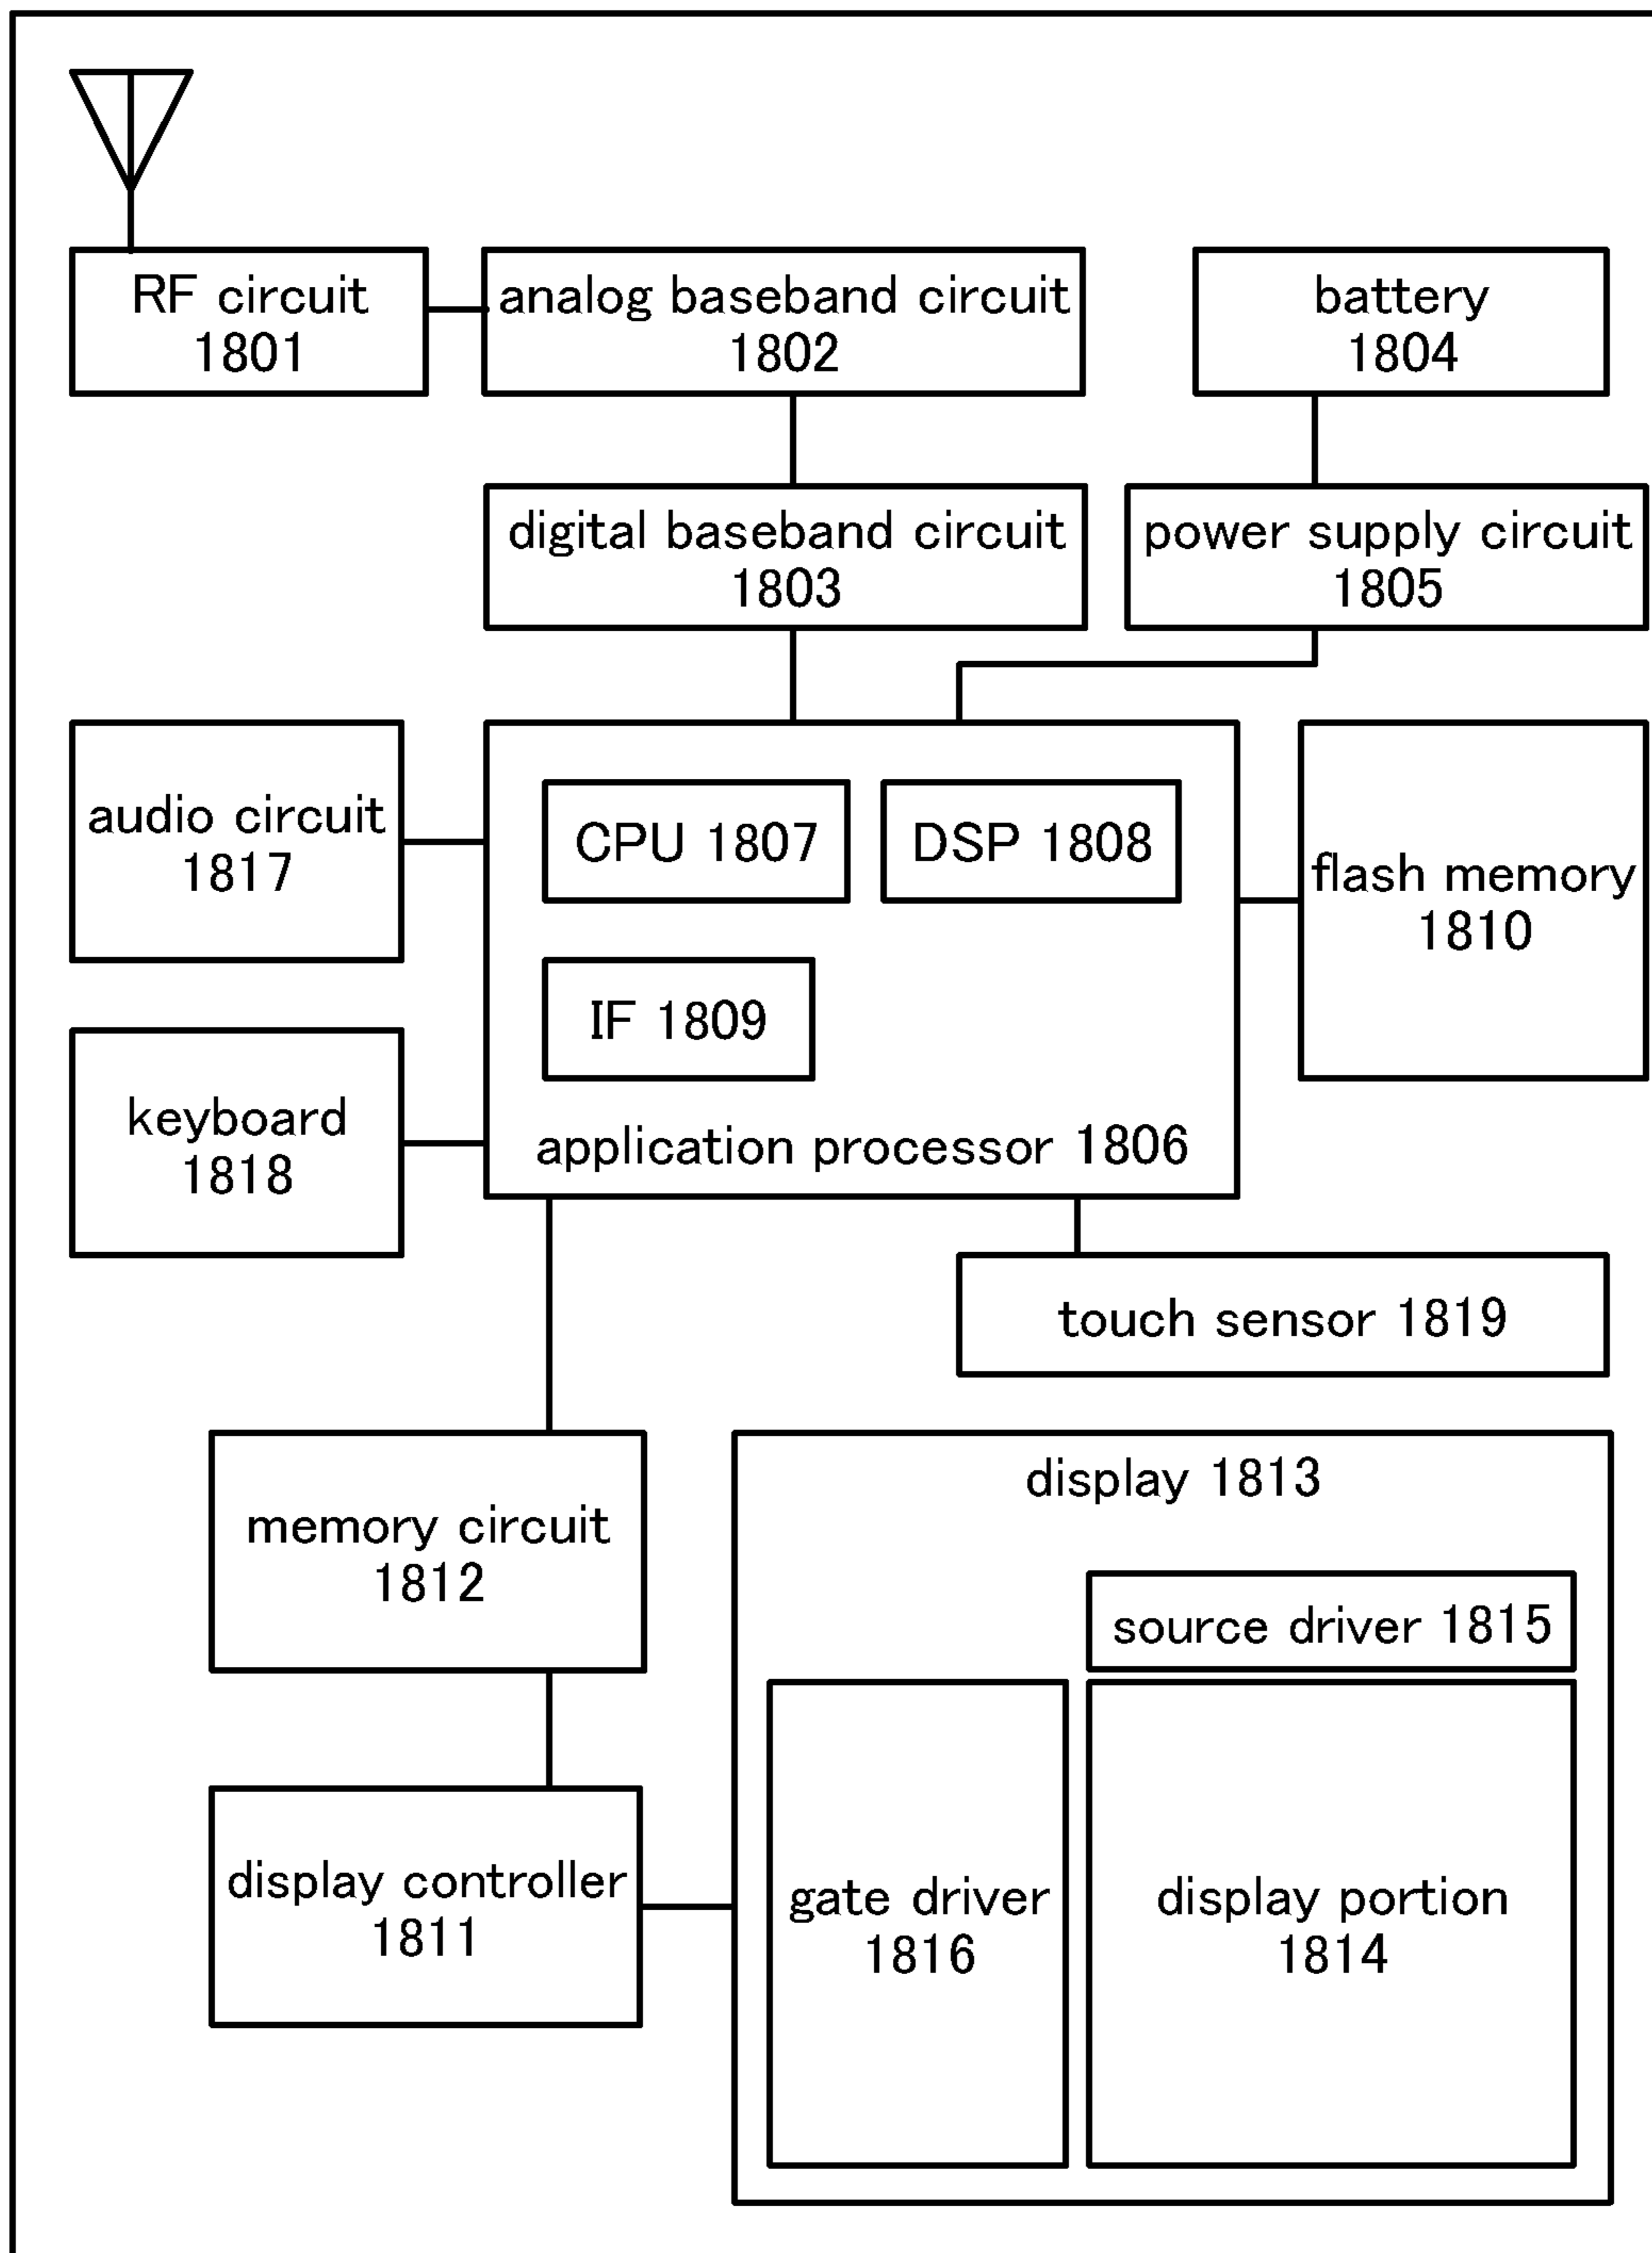 RF circuit
1801
analog baseband circuit
1802
battery
1804
digital baseband circuit
1803
power supply circuit
1805
audio circuit
1817
CPU 1807
DSP 1808
flash memory
1810
IF 1809
keyboard
1818
application processor 1806
touch sensor 1819
memory circuit
1812
display 1813
source driver 1815
display controller
1811
gate driver
1816
display portion
1814